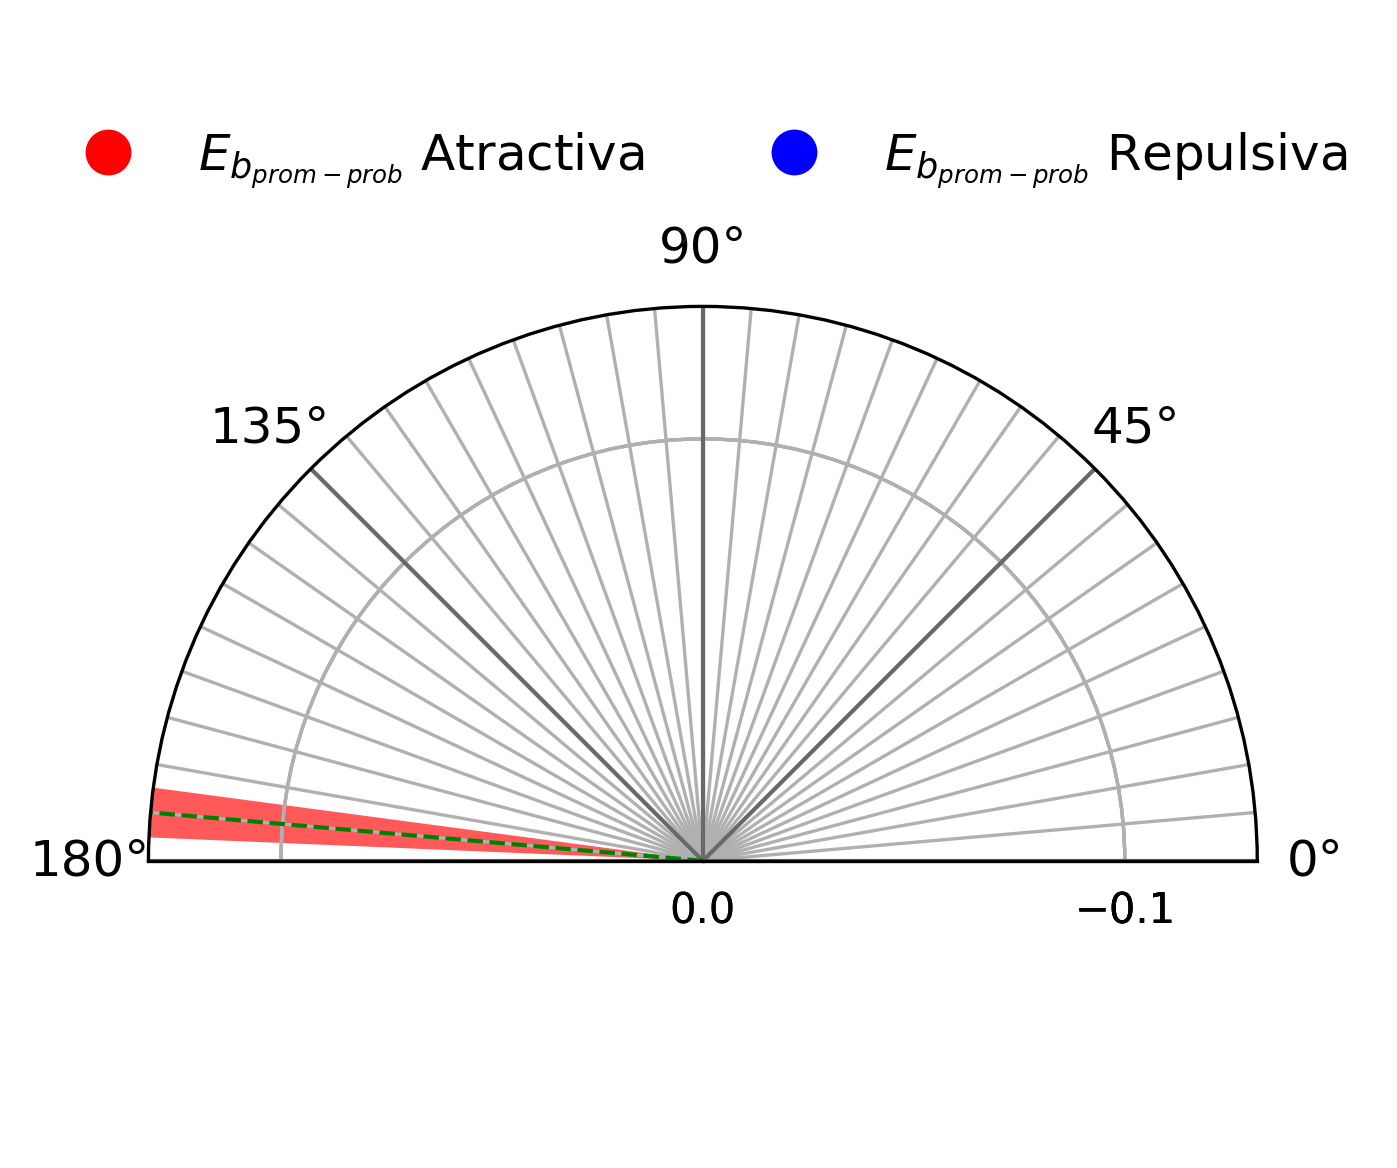 E_{b_{prom-prob}} Atractiva E_{b_{prom-prob}} Repulsiva
90°
135° 45°
180° 0°
0.0 −0.1